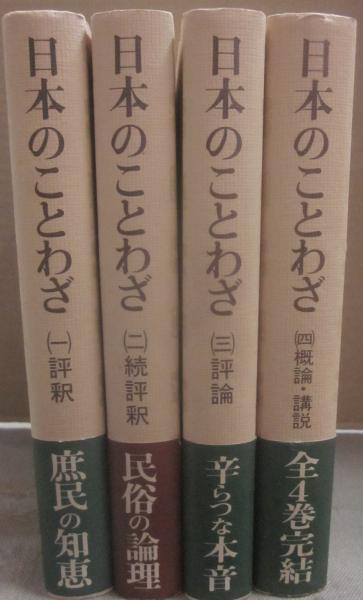 日本のことわざ
㈠評釈
庶民の知恵
日本のことわざ
㈡続評釈
民俗の論理
日本のことわざ
㈢評論
辛らつな本音
日本のことわざ
㈣概論・講説
全4巻完結